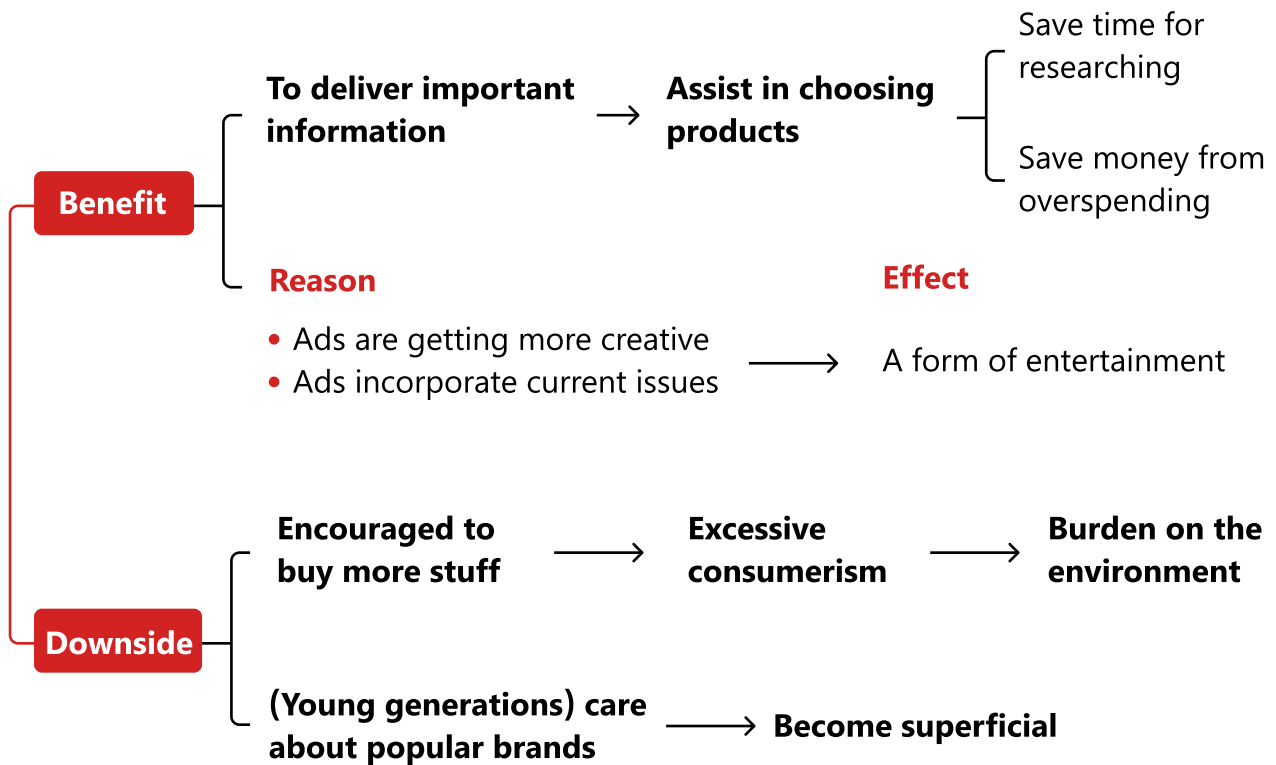 Benefit
To deliver important
information
Assist in choosing
products
Save time for
researching
Save money from
overspending
Reason
• Ads are getting more creative
• Ads incorporate current issues
Effect
A form of entertainment
Downside
Encouraged to
buy more stuff
Excessive
consumerism
Burden on the
environment
(Young generations) care
about popular brands
Become superficial